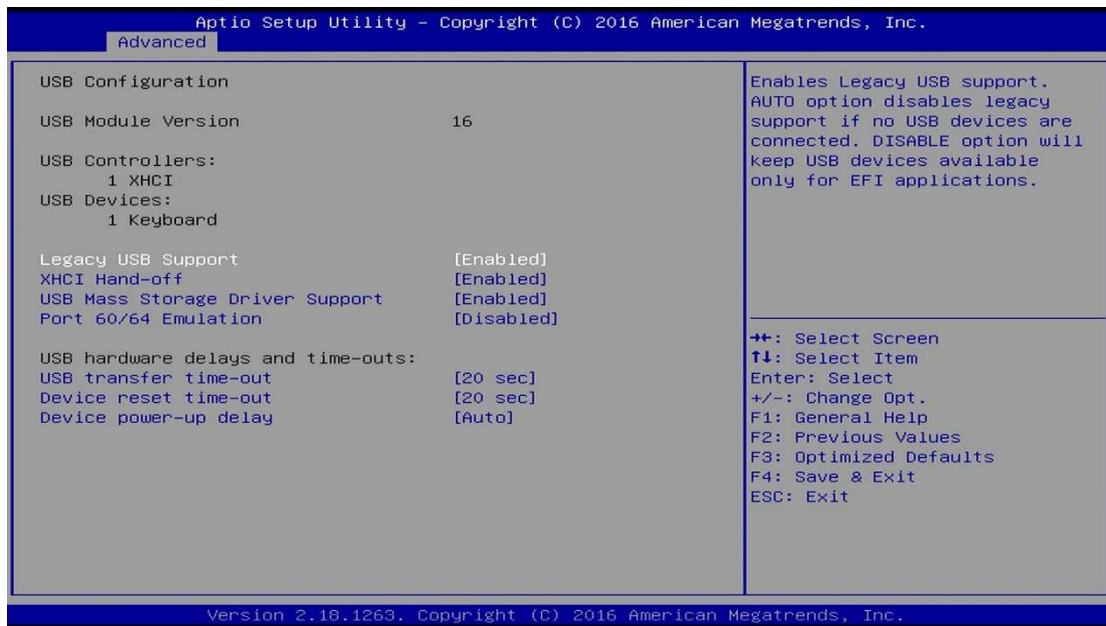 Aptio Setup Utility – Copyright (C) 2016 American Megatrends, Inc.
Advanced
USB Configuration
USB Module Version 16
USB Controllers:
1 XHCI
USB Devices:
1 Keyboard
Legacy USB Support [Enabled]
XHCI Hand-off [Enabled]
USB Mass Storage Driver Support [Enabled]
Port 60/64 Emulation [Disabled]
USB hardware delays and time-outs:
USB transfer time-out [20 sec]
Device reset time-out [20 sec]
Device power-up delay [Auto]
Enables Legacy USB support.
AUTO option disables legacy
support if no USB devices are
connected. DISABLE option will
keep USB devices available
only for EFI applications.
→←: Select Screen
↑↓: Select Item
Enter: Select
+/-: Change Opt.
F1: General Help
F2: Previous Values
F3: Optimized Defaults
F4: Save & Exit
ESC: Exit
Version 2.18.1263. Copyright (C) 2016 American Megatrends, Inc.